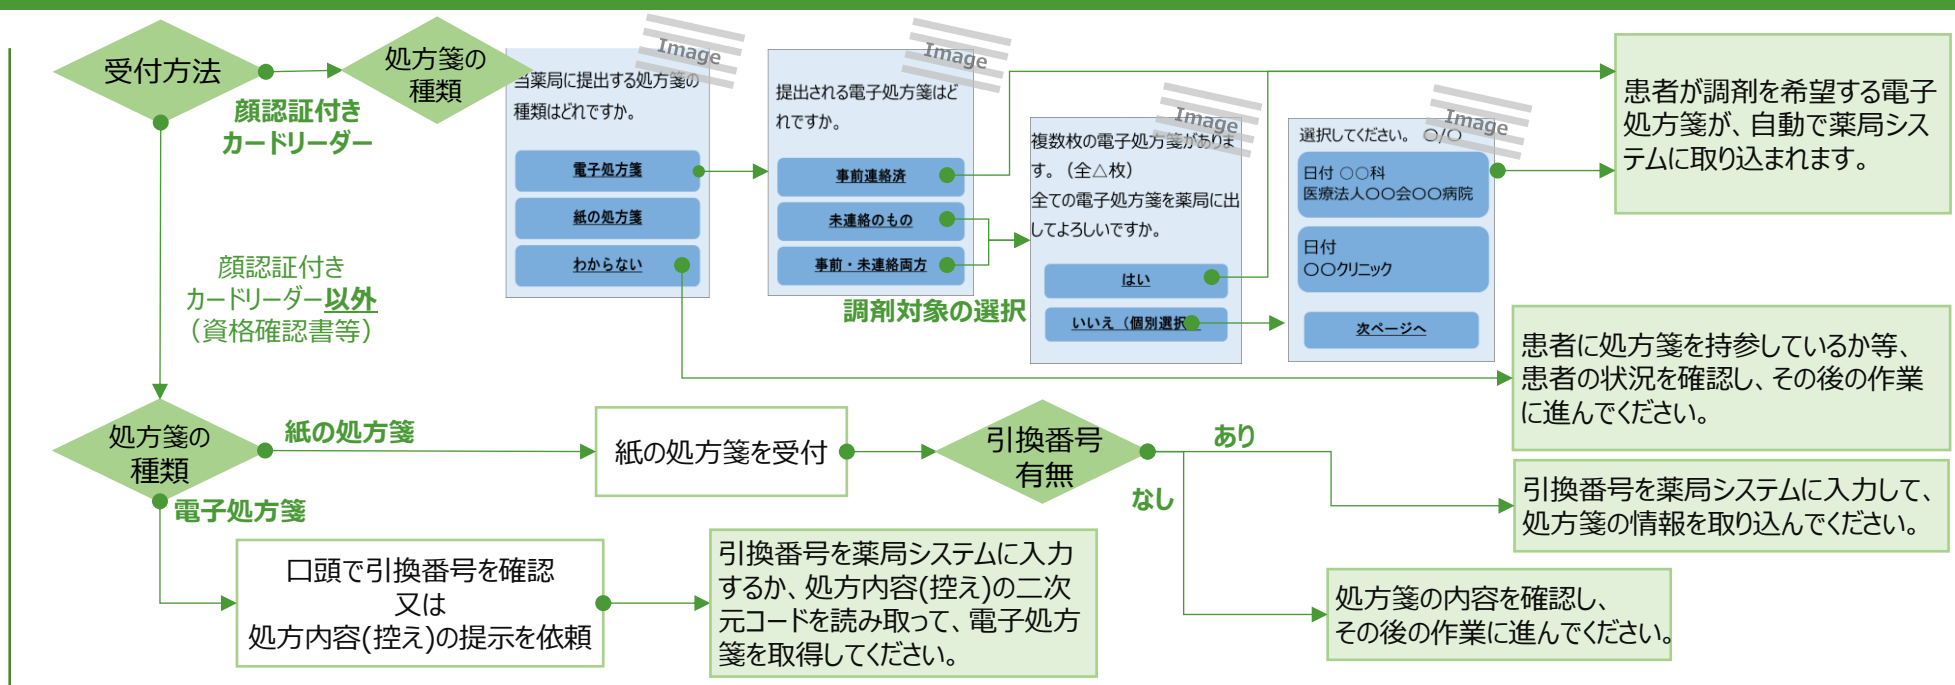 受付方法
顔認証付き
カードリーダー
処方箋の
種類
Image
当薬局に提出する処方箋の
種類はどれですか。
電子処方箋
紙の処方箋
わからない
Image
提出される電子処方箋はど
れですか。
事前連絡済
未連絡のもの
事前・未連絡両方
調剤対象の選択
Image
複数枚の電子処方箋がありま
す。（全△枚）
全ての電子処方箋を薬局に出
してよろしいですか。
はい
いいえ（個別選択）
Image
選択してください。 〇/〇
日付 〇〇科
医療法人〇〇会〇〇病院
日付
〇〇クリニック
次ページへ
患者が調剤を希望する電子
処方箋が、自動で薬局シス
テムに取り込まれます。
顔認証付き
カードリーダー以外
（資格確認書等）
患者に処方箋を持参しているか等、
患者の状況を確認し、その後の作業
に進んでください。
処方箋の
種類
紙の処方箋
紙の処方箋を受付
引換番号
有無
あり
なし
引換番号を薬局システムに入力して、
処方箋の情報を取り込んでください。
処方箋の内容を確認し、
その後の作業に進んでください。
電子処方箋
口頭で引換番号を確認
又は
処方内容(控え)の提示を依頼
引換番号を薬局システムに入力
するか、処方内容(控え)の二次
元コードを読み取って、電子処方
箋を取得してください。